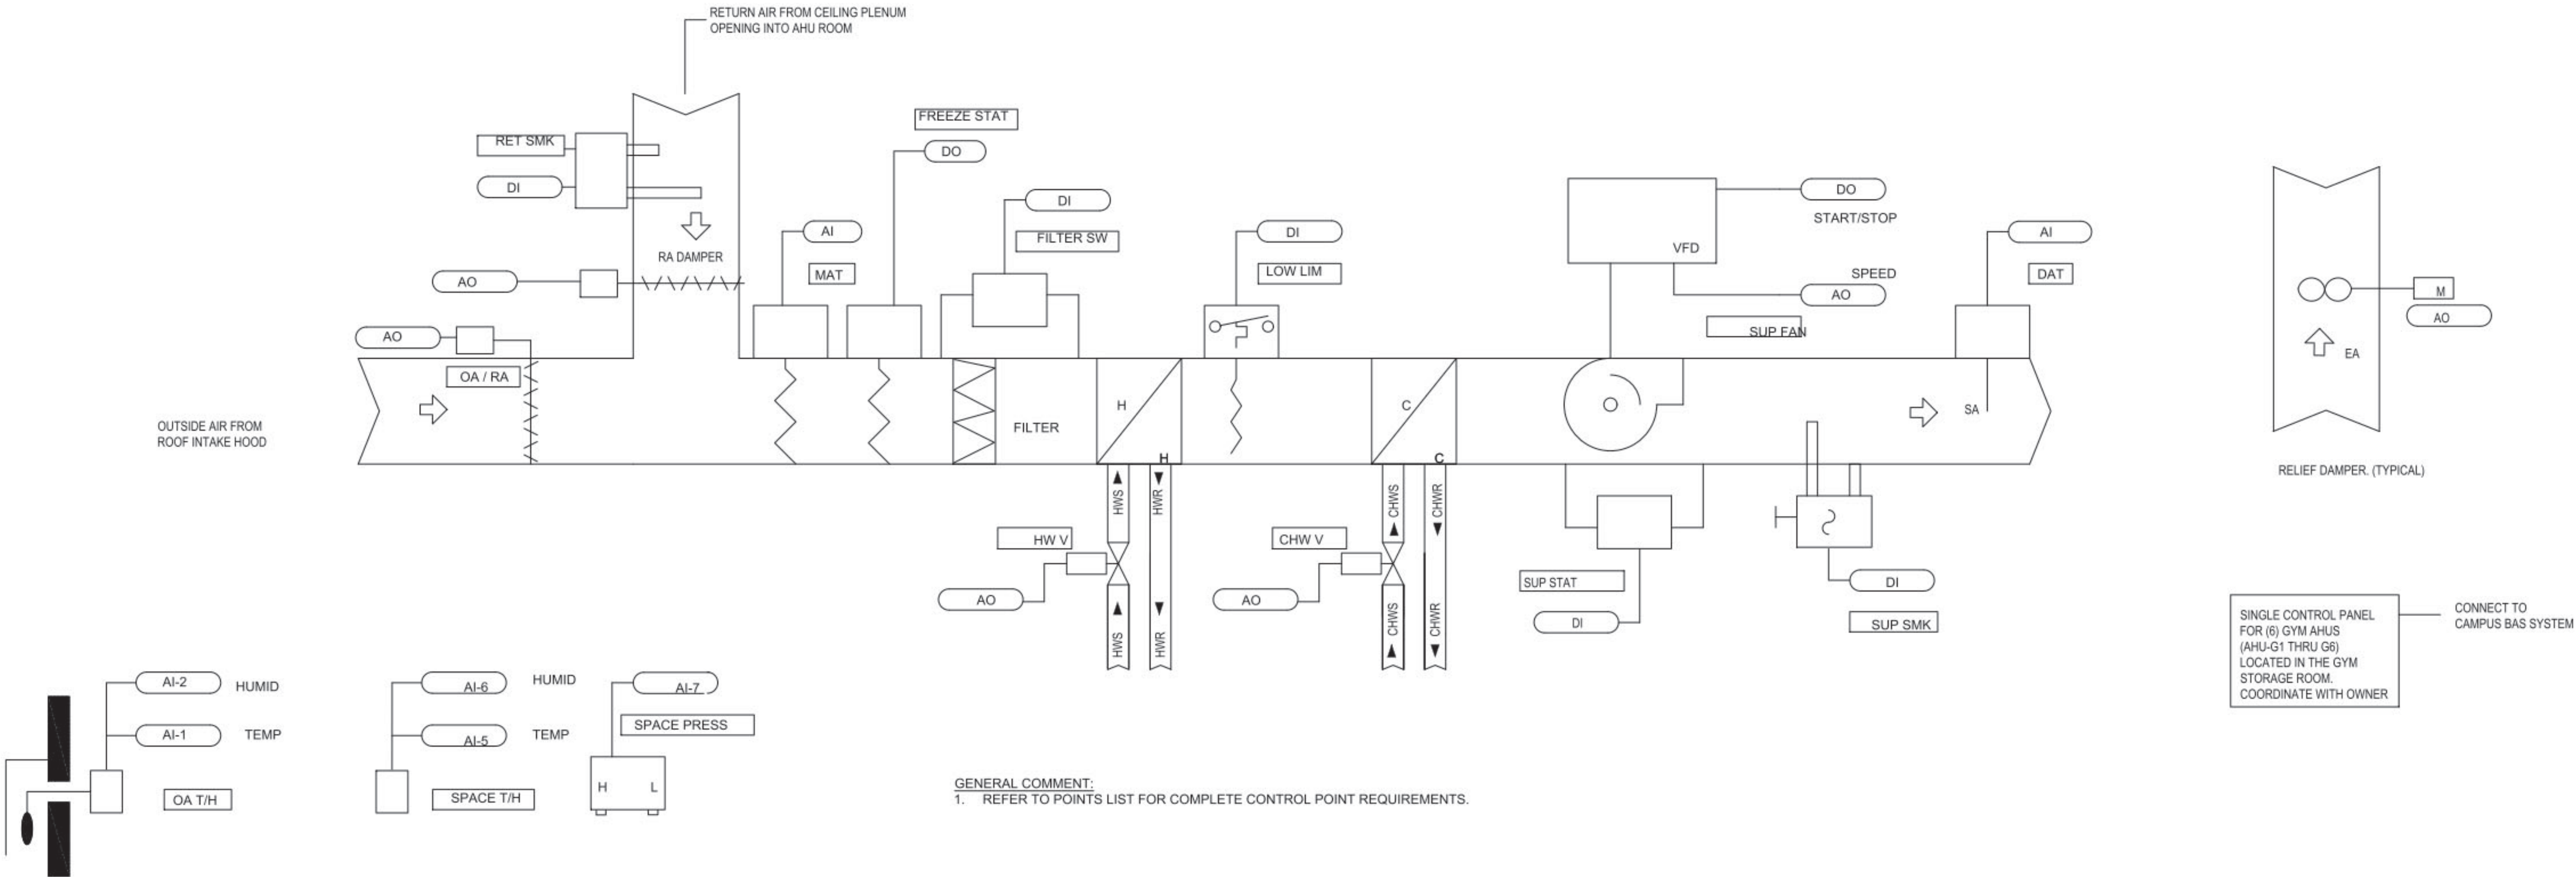 RETURN AIR FROM CEILING PLENUM
OPENING INTO AHU ROOM
RET SMK
DI
RA DAMPER
AO
AO
OA / RA
OUTSIDE AIR FROM
ROOF INTAKE HOOD
FREEZE STAT
DO
AI
MAT
DI
FILTER SW
FILTER
DI
LOW LIM
H
H
C
C
VFD
DO
START/STOP
SPEED
AO
SUP FAN
AI
DAT
SA
M
AO
EA
RELIEF DAMPER. (TYPICAL)
HWS
HWR
HW V
AO
HWS
HWR
CHWS
CHWR
CHW V
AO
CHWS
CHWR
SUP STAT
DI
DI
SUP SMK
SINGLE CONTROL PANEL
FOR (6) GYM AHUS
(AHU-G1 THRU G6)
LOCATED IN THE GYM
STORAGE ROOM.
COORDINATE WITH OWNER
CONNECT TO
CAMPUS BAS SYSTEM
AI-2
HUMID
AI-1
TEMP
OA T/H
AI-6
HUMID
AI-5
TEMP
SPACE T/H
AI-7
SPACE PRESS
H L
GENERAL COMMENT:
1. REFER TO POINTS LIST FOR COMPLETE CONTROL POINT REQUIREMENTS.